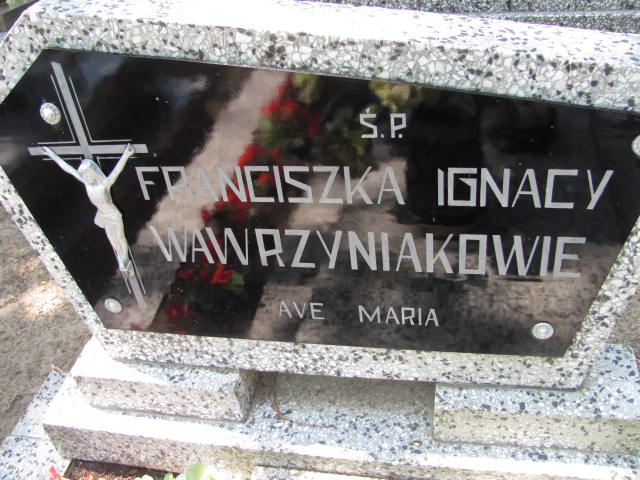 Ś.P.
FRANCISZKA IGNACY
WAWRZYNIAKOWIE
AVE MARIA